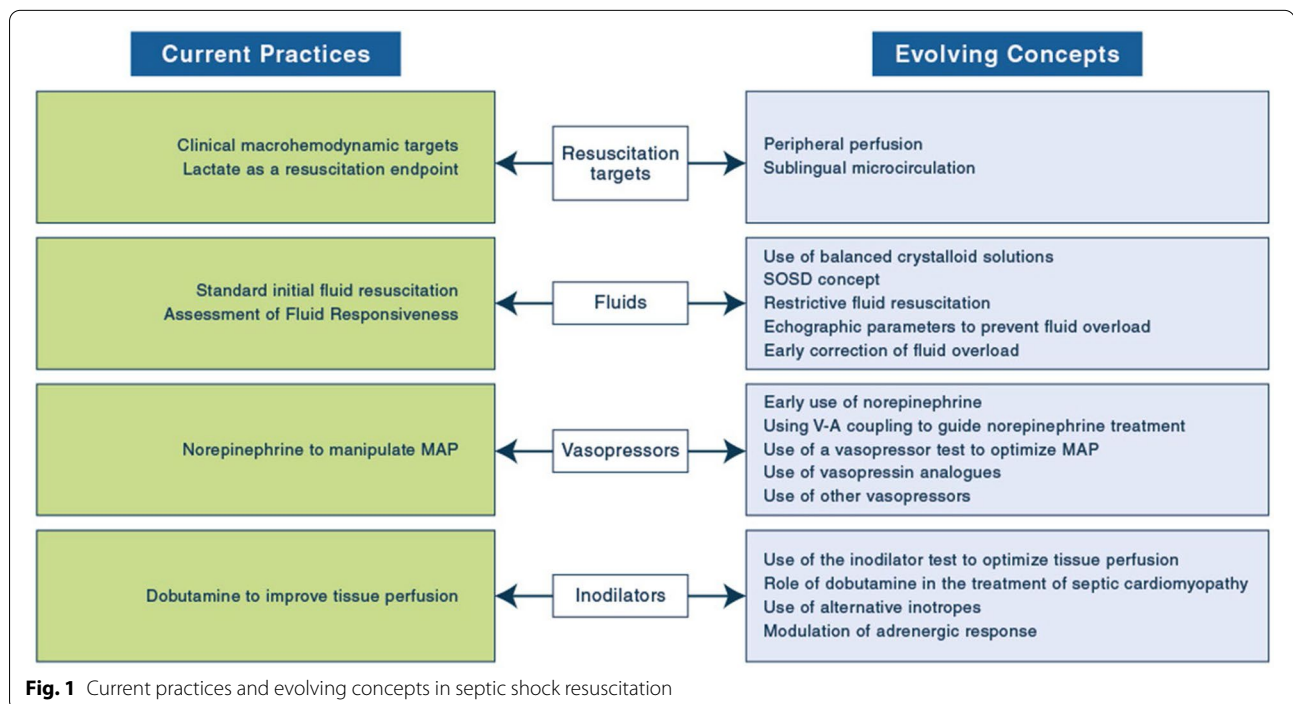 Current Practices
Evolving Concepts
Clinical macrohemodynamic targets
Lactate as a resuscitation endpoint
Resuscitation
targets
Peripheral perfusion
Sublingual microcirculation
Standard initial fluid resuscitation
Assessment of Fluid Responsiveness
Fluids
Use of balanced crystalloid solutions
SOSD concept
Restrictive fluid resuscitation
Echographic parameters to prevent fluid overload
Early correction of fluid overload
Norepinephrine to manipulate MAP
Vasopressors
Early use of norepinephrine
Using V-A coupling to guide norepinephrine treatment
Use of a vasopressor test to optimize MAP
Use of vasopressin analogues
Use of other vasopressors
Dobutamine to improve tissue perfusion
Inodilators
Use of the inodilator test to optimize tissue perfusion
Role of dobutamine in the treatment of septic cardiomyopathy
Use of alternative inotropes
Modulation of adrenergic response
Fig. 1 Current practices and evolving concepts in septic shock resuscitation